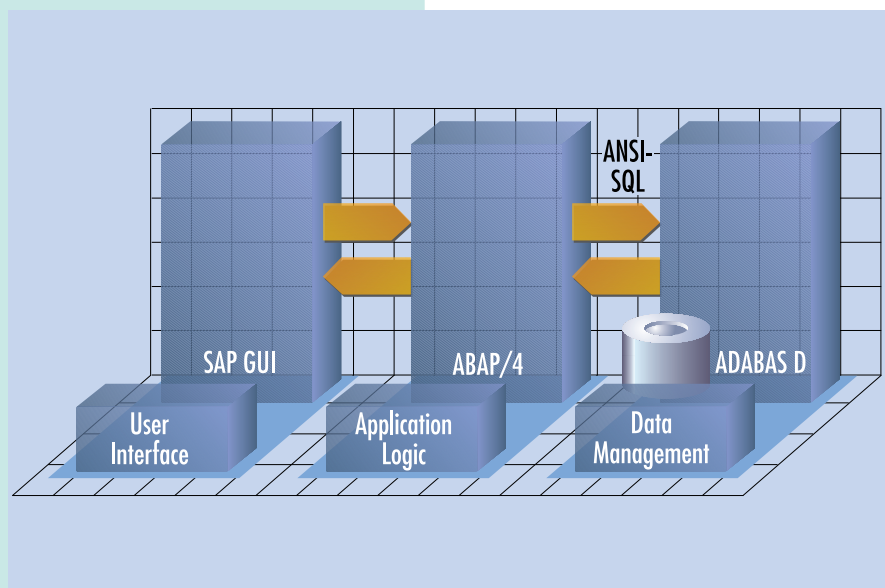 ANSI-
SQL
SAP GUI
ABAP/4
ADABAS D
User
Interface
Application
Logic
Data
Management